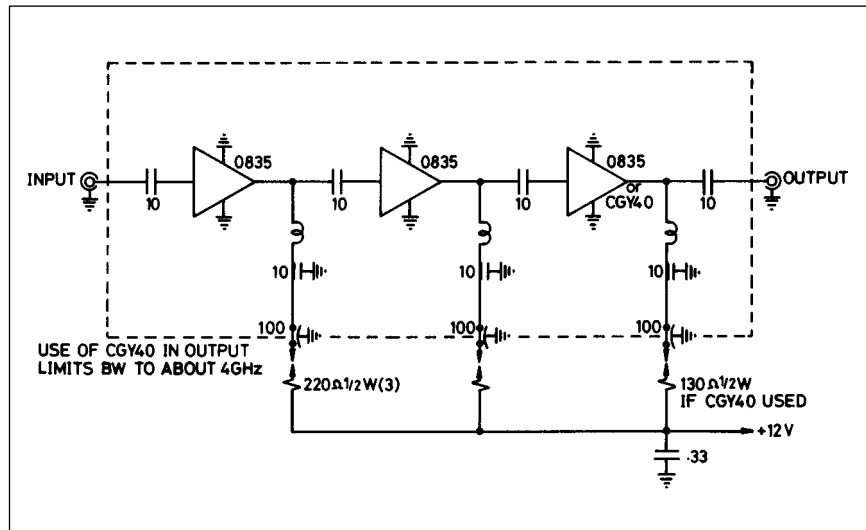 0835
0835
0835
or
CGY40
INPUT
OUTPUT
10
10
10
10
10
10
10
100
100
100
USE OF CGY40 IN OUTPUT
LIMITS BW TO ABOUT 4GHz
220Ω1/2W(3)
130Ω1/2W
IF CGY40 USED
+12V
.33